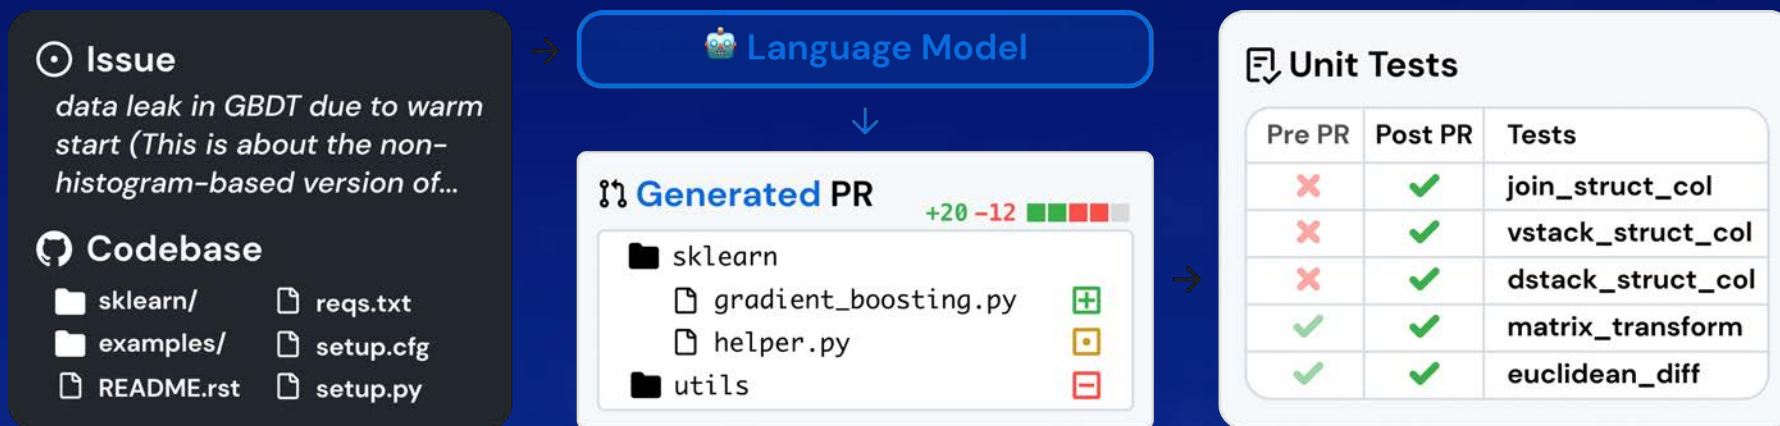 Issue
data leak in GBDT due to warm
start (This is about the non-
histogram-based version of...
Codebase
sklearn/
reqs.txt
examples/
setup.cfg
README.rst
setup.py
Language Model
Generated PR
+20 -12
sklearn
gradient_boosting.py
helper.py
utils
Unit Tests
Pre PR Post PR Tests
join_struct_col
vstack_struct_col
dstack_struct_col
matrix_transform
euclidean_diff